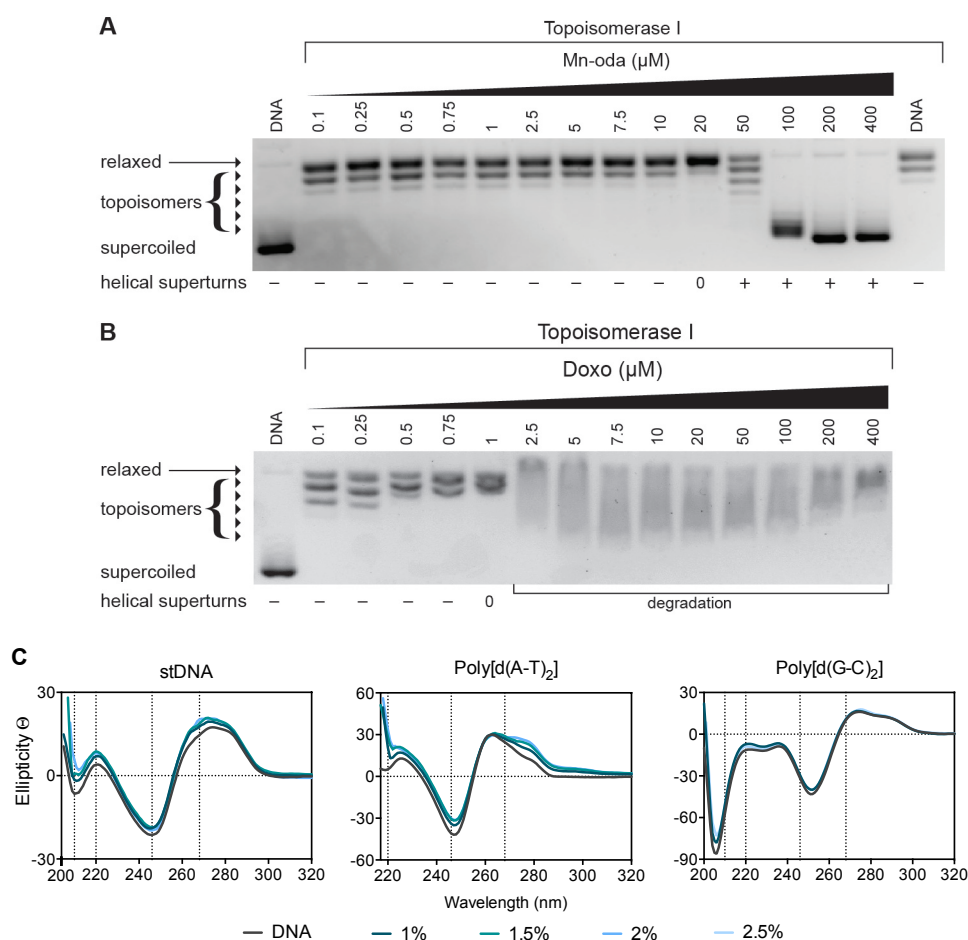 A
Topoisomerase I
Mn-oda (µM)
DNA 0.1 0.25 0.5 0.75 1 2.5 5 7.5 10 20 50 100 200 400 DNA
relaxed
topoisomers
supercoiled
helical superturns – – – – – – – – – – 0 + + + + –
B
Topoisomerase I
Doxo (µM)
DNA 0.1 0.25 0.5 0.75 1 2.5 5 7.5 10 20 50 100 200 400
relaxed
topoisomers
supercoiled
helical superturns – – – – – 0 degradation
C
stDNA Poly[d(A-T)₂] Poly[d(G-C)₂]
Ellipticity Θ
30
0
-30
200 220 240 260 280 300 320
60
30
0
-30
-60
220 240 260 280 300 320
30
0
-30
-60
-90
200 220 240 260 280 300 320
Wavelength (nm)
DNA 1% 1.5% 2% 2.5%